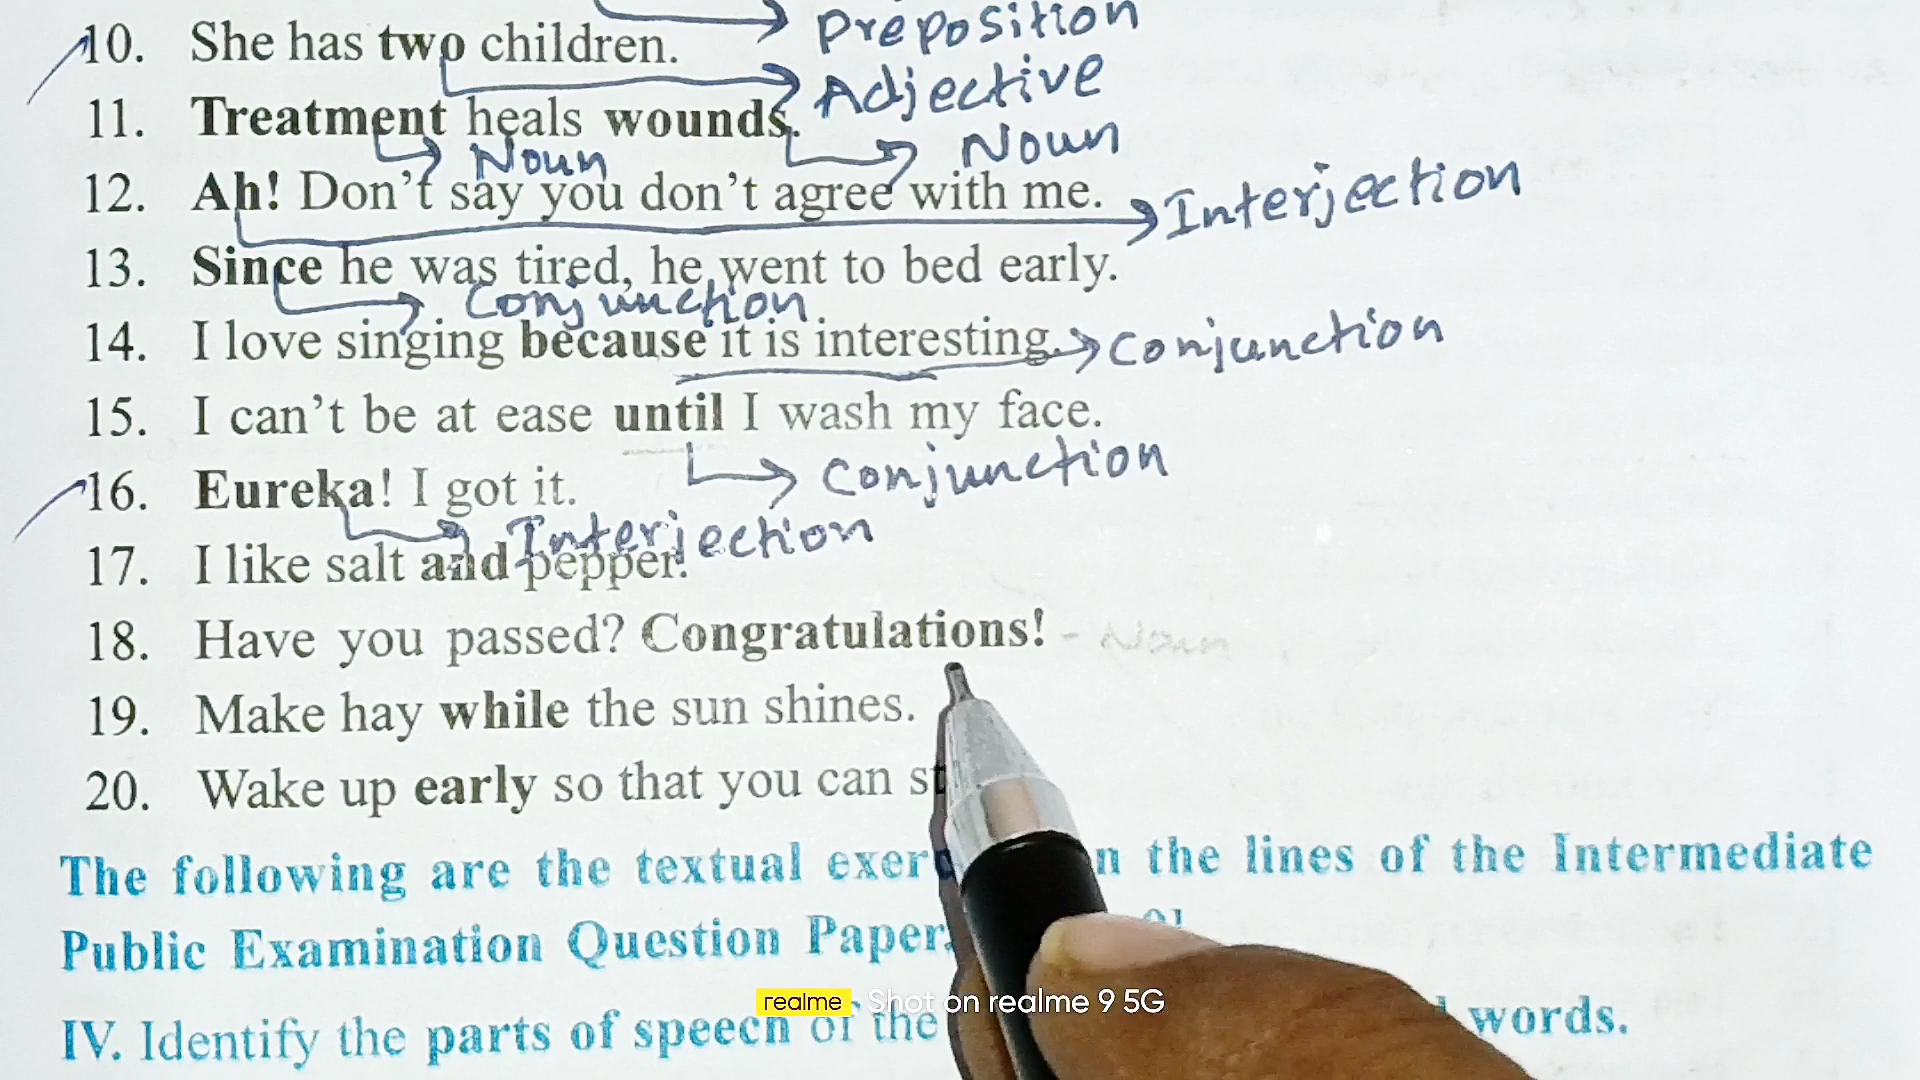 Preposition
10. She has two children.
Adjective
11. Treatment heals wounds.
Noun
Noun
12. Ah! Don't say you don't agree with me.
Interjection
13. Since he was tired, he went to bed early.
Conjunction
14. I love singing because it is interesting.
Conjunction
15. I can't be at ease until I wash my face.
Conjunction
16. Eureka! I got it.
Interjection
17. I like salt and pepper.
18. Have you passed? Congratulations! - Noun
19. Make hay while the sun shines.
20. Wake up early so that you can
The following are the textual the lines of the Intermediate
Public Examination Question
IV. Identify the parts of speech of the words.
realme Shot on realme 9 5G